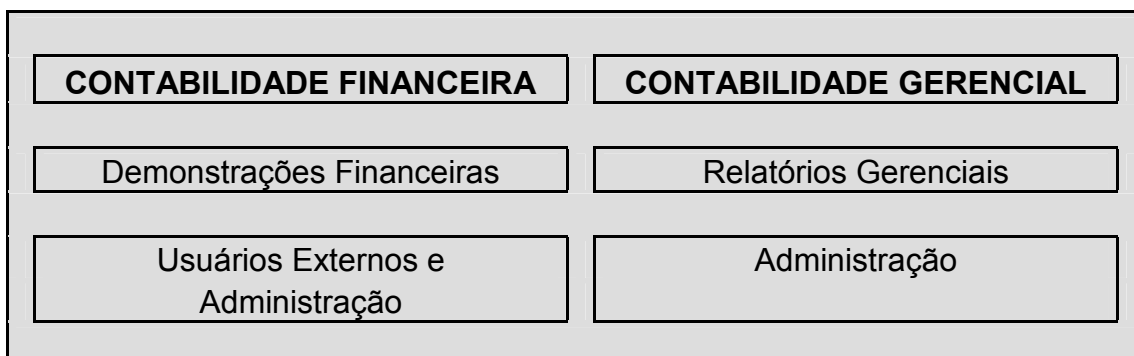 CONTABILIDADE FINANCEIRA
CONTABILIDADE GERENCIAL
Demonstrações Financeiras
Relatórios Gerenciais
Usuários Externos e
Administração
Administração